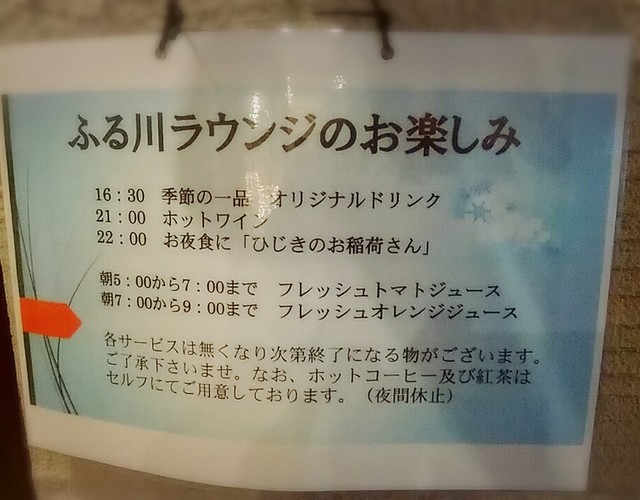 ふる川ラウンジのお楽しみ
16：30 季節の一品 オリジナルドリンク
21：00 ホットワイン
22：00 お夜食に「ひじきのお稲荷さん」
朝5：00から7：00まで フレッシュトマトジュース
朝7：00から9：00まで フレッシュオレンジジュース
各サービスは無くなり次第終了になる物がございます。
ご了承下さいませ。なお、ホットコーヒー及び紅茶は
セルフにてご用意しております。（夜間休止）